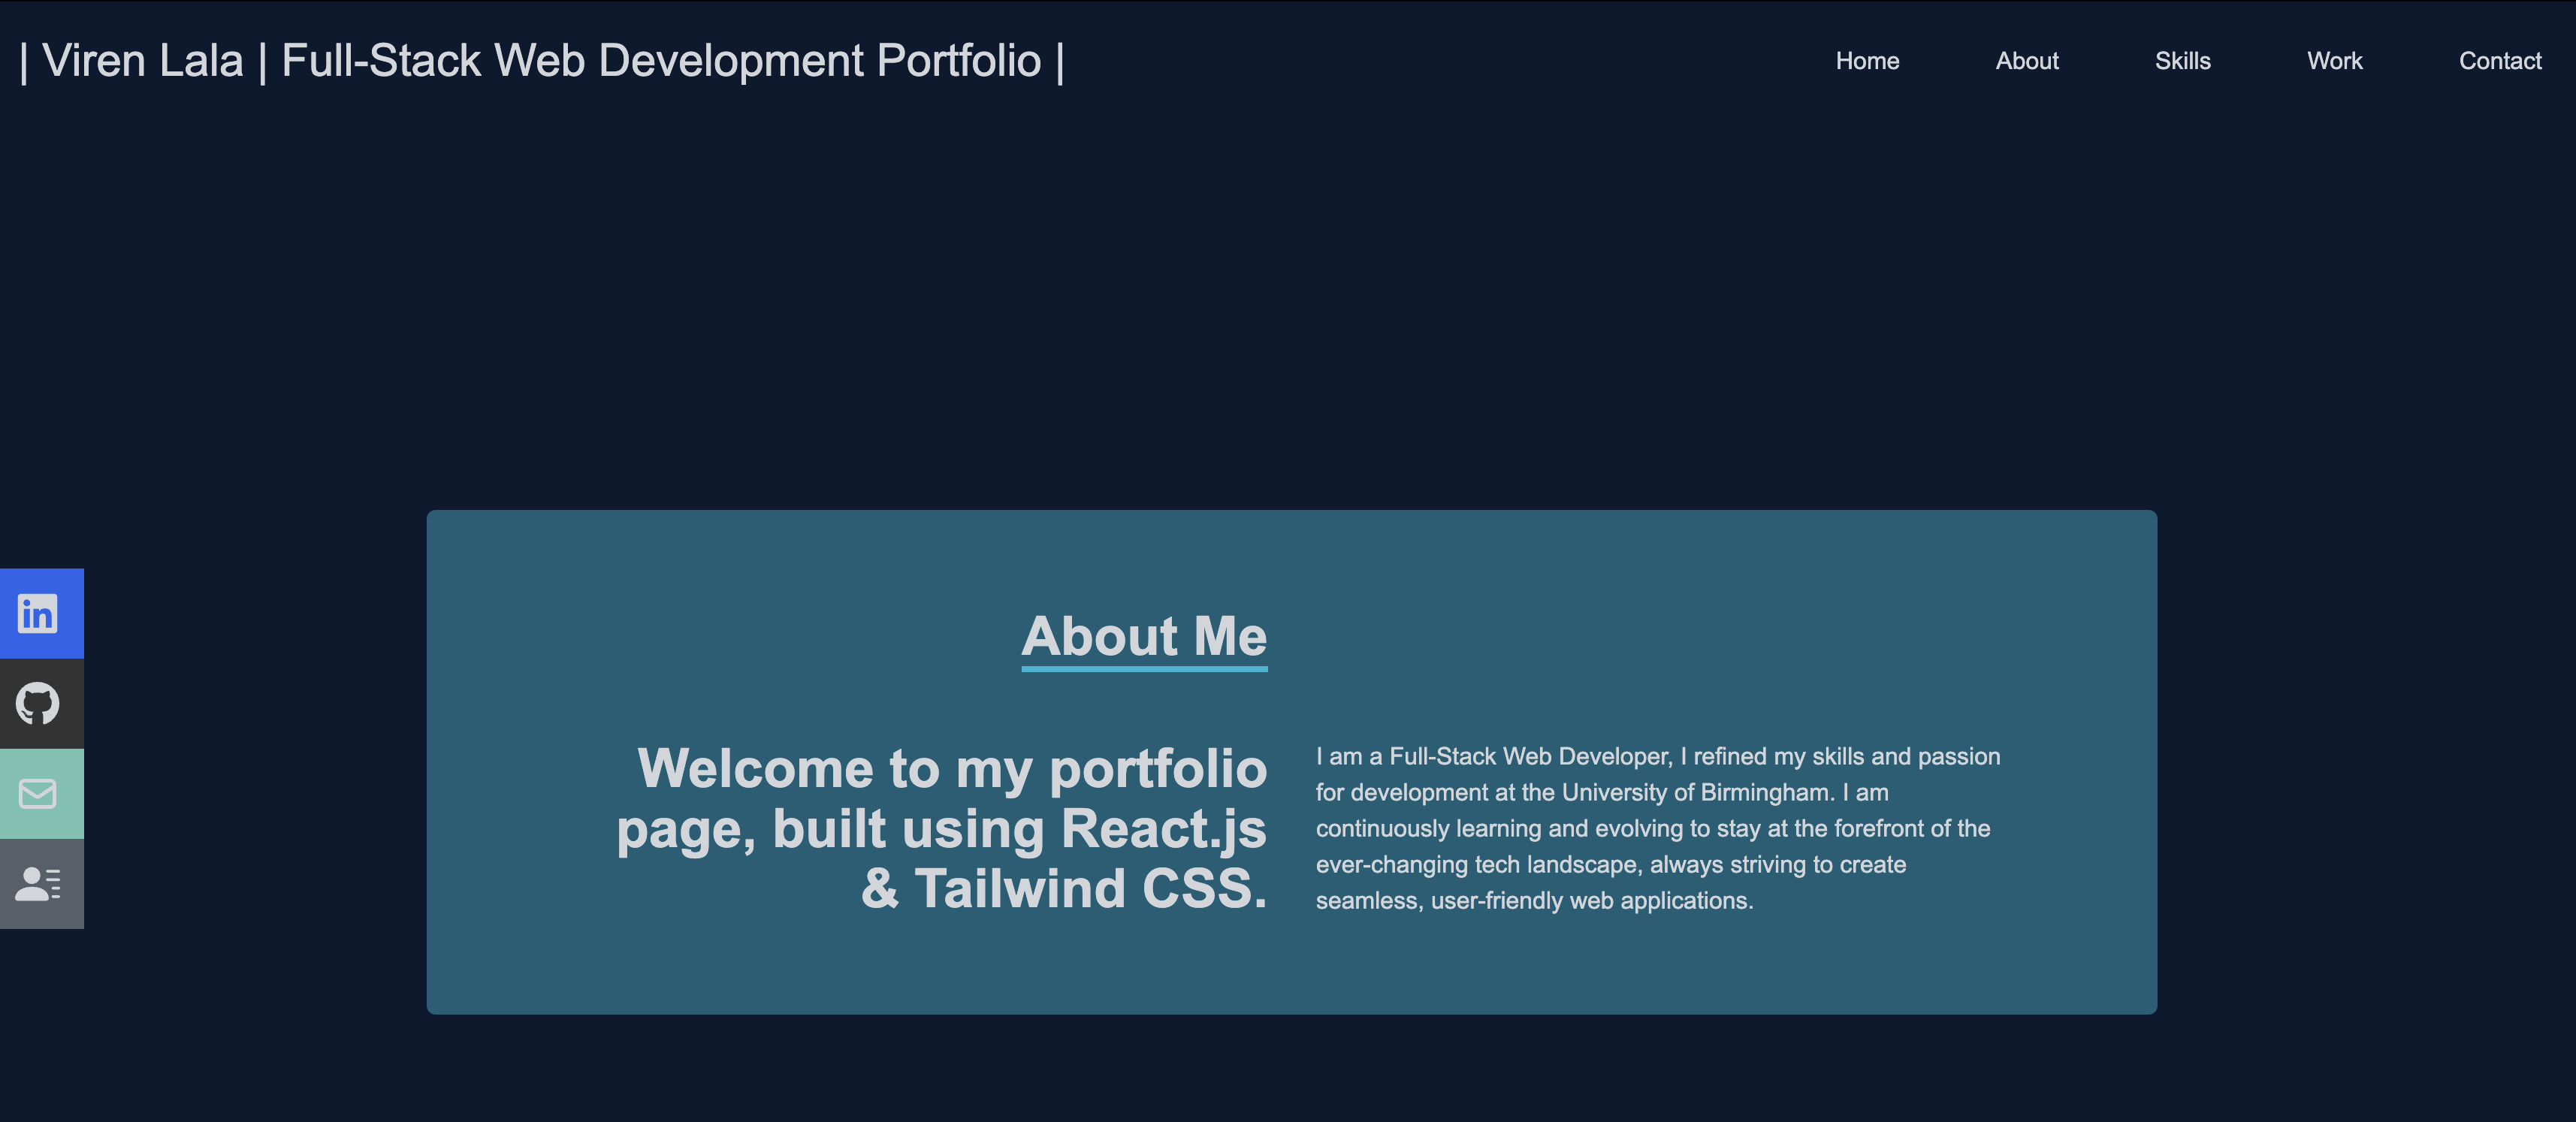 | Viren Lala | Full-Stack Web Development Portfolio |
Home
About
Skills
Work
Contact
in
About Me
Welcome to my portfolio
page, built using React.js
& Tailwind CSS.
I am a Full-Stack Web Developer, I refined my skills and passion
for development at the University of Birmingham. I am
continuously learning and evolving to stay at the forefront of the
ever-changing tech landscape, always striving to create
seamless, user-friendly web applications.